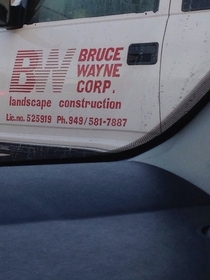 BW BRUCE
WAYNE
CORP.
landscape construction
Lic.no. 525919 Ph. 949/581-7887